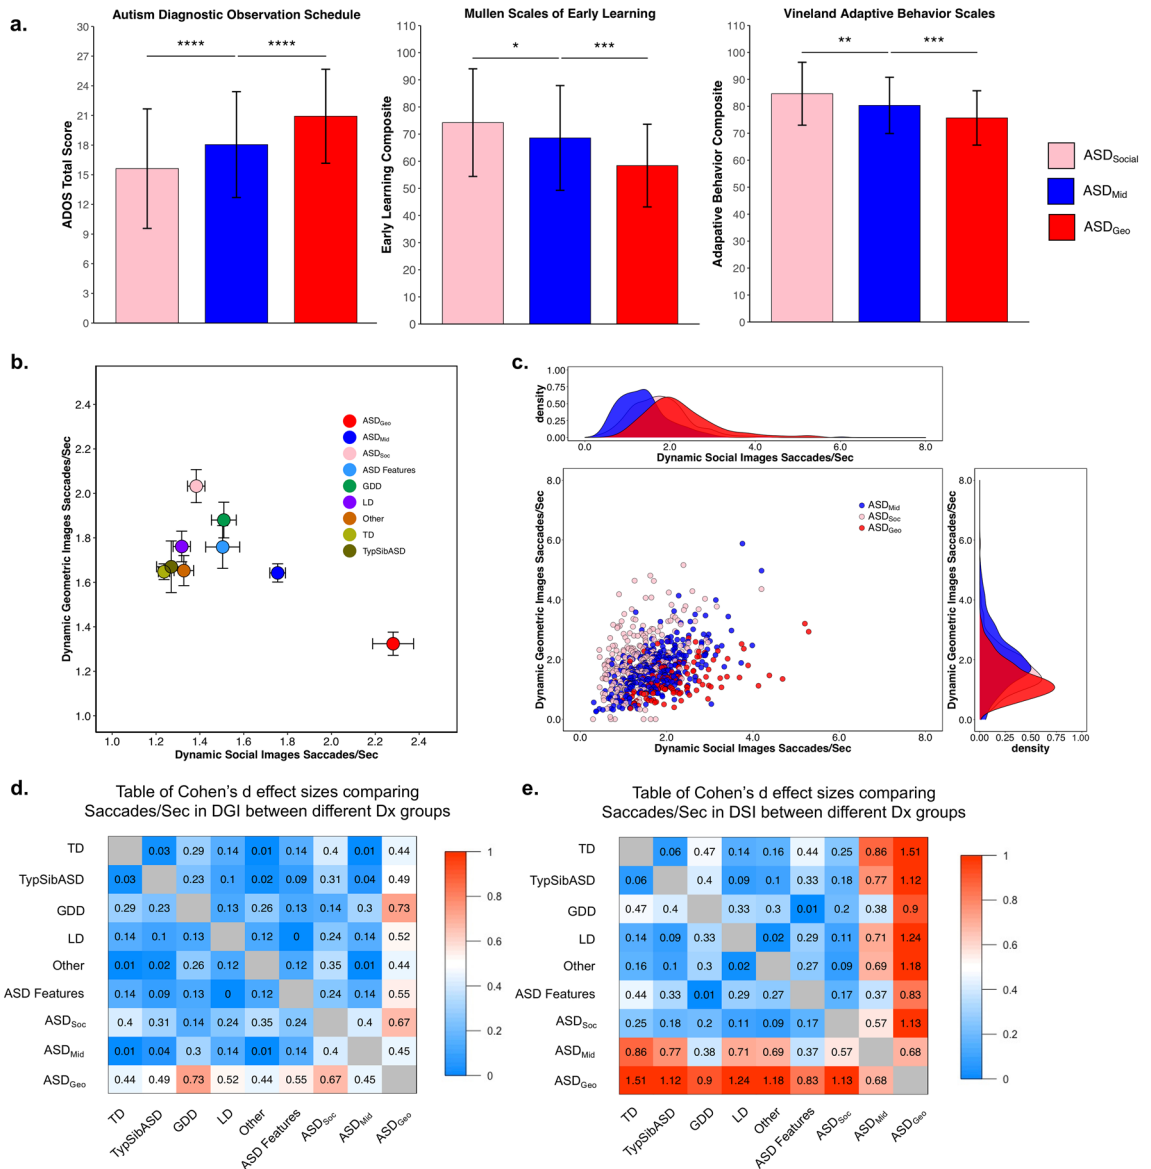 a.
Autism Diagnostic Observation Schedule
Mullen Scales of Early Learning
Vineland Adaptive Behavior Scales
ADOS Total Score
30
27
24
21
18
15
12
9
6
3
0
****
****
Early Learning Composite
110
100
90
80
70
60
50
40
30
20
10
0
*
***
Adaptive Behavior Composite
110
100
90
80
70
60
50
40
30
20
10
0
**
***
ASDSocial
ASDMid
ASDGeo
b.
Dynamic Geometric Images Saccades/Sec
2.4
2.2
2.0
1.8
1.6
1.4
1.2
1.0
1.0 1.2 1.4 1.6 1.8 2.0 2.2 2.4
Dynamic Social Images Saccades/Sec
ASDGeo
ASDMid
ASDSoc
ASD Features
GDD
LD
Other
TD
TypSibASD
c.
density
1.00
0.75
0.50
0.25
0.00
0.0 2.0 4.0 6.0 8.0
Dynamic Social Images Saccades/Sec
Dynamic Geometric Images Saccades/Sec
8.0
6.0
4.0
2.0
0.0
0.0 2.0 4.0 6.0 8.0
Dynamic Social Images Saccades/Sec
ASDMid
ASDSoc
ASDGeo
Dynamic Geometric Images Saccades/Sec
8.0
6.0
4.0
2.0
0.0
0.00 0.25 0.50 0.75 1.00
density
d.
Table of Cohen's d effect sizes comparing
Saccades/Sec in DGI between different Dx groups
TD 0.03 0.29 0.14 0.01 0.14 0.4 0.01 0.44
TypSibASD 0.03 0.23 0.1 0.02 0.09 0.31 0.04 0.49
GDD 0.29 0.23 0.13 0.26 0.13 0.14 0.3 0.73
LD 0.14 0.1 0.13 0.12 0 0.24 0.14 0.52
Other 0.01 0.02 0.26 0.12 0.12 0.35 0.01 0.44
ASD Features 0.14 0.09 0.13 0 0.12 0.24 0.14 0.55
ASDSoc 0.4 0.31 0.14 0.24 0.35 0.24 0.4 0.67
ASDMid 0.01 0.04 0.3 0.14 0.01 0.14 0.4 0.45
ASDGeo 0.44 0.49 0.73 0.52 0.44 0.55 0.67 0.45
TD TypSibASD GDD LD Other ASD Features ASDSoc ASDMid ASDGeo
1
0.8
0.6
0.4
0.2
0
e.
Table of Cohen's d effect sizes comparing
Saccades/Sec in DSI between different Dx groups
TD 0.06 0.47 0.14 0.16 0.44 0.25 0.86 1.51
TypSibASD 0.06 0.4 0.09 0.1 0.33 0.18 0.77 1.12
GDD 0.47 0.4 0.33 0.3 0.01 0.2 0.38 0.9
LD 0.14 0.09 0.33 0.02 0.29 0.11 0.71 1.24
Other 0.16 0.1 0.3 0.02 0.27 0.09 0.69 1.18
ASD Features 0.44 0.33 0.01 0.29 0.27 0.17 0.37 0.83
ASDSoc 0.25 0.18 0.2 0.11 0.09 0.17 0.57 1.13
ASDMid 0.86 0.77 0.38 0.71 0.69 0.37 0.57 0.68
ASDGeo 1.51 1.12 0.9 1.24 1.18 0.83 1.13 0.68
TD TypSibASD GDD LD Other ASD Features ASDSoc ASDMid ASDGeo
1
0.8
0.6
0.4
0.2
0